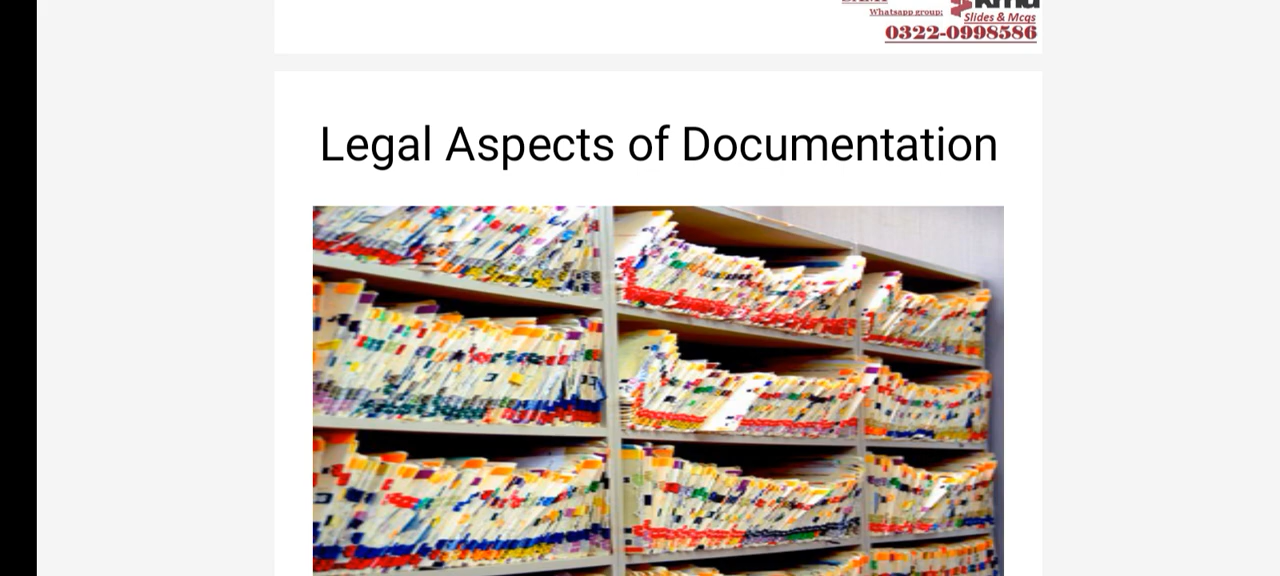 Whatsapp group:
Slides & Mcqs
0322-0998586
Legal Aspects of Documentation